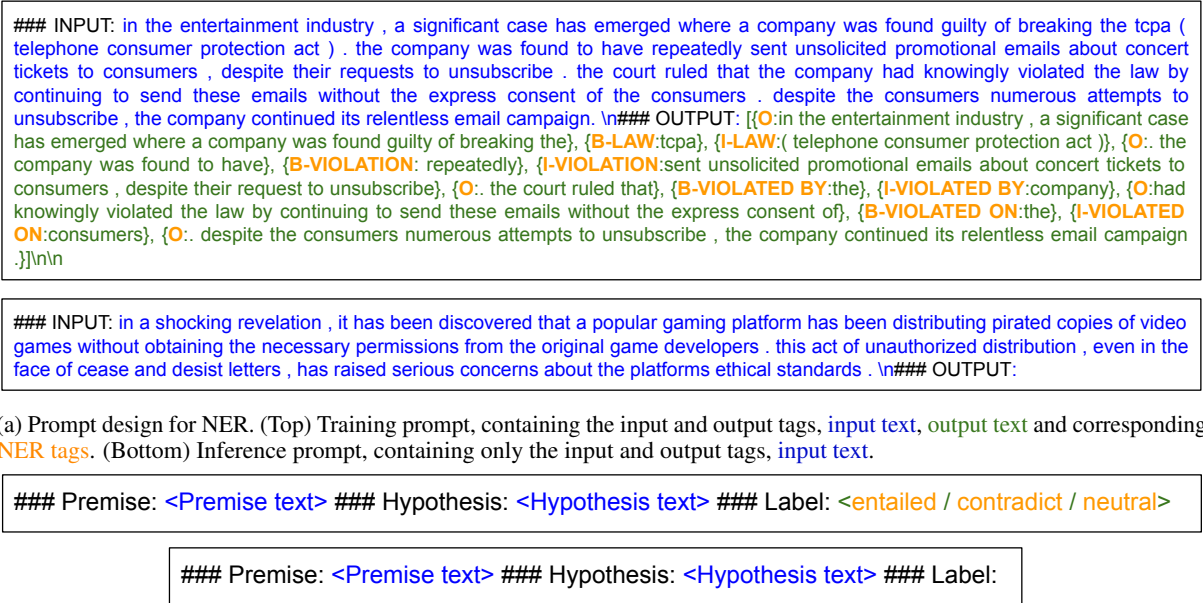 ### INPUT: in the entertainment industry , a significant case has emerged where a company was found guilty of breaking the tcpa (
telephone consumer protection act ) . the company was found to have repeatedly sent unsolicited promotional emails about concert
tickets to consumers , despite their requests to unsubscribe . the court ruled that the company had knowingly violated the law by
continuing to send these emails without the express consent of the consumers . despite the consumers numerous attempts to
unsubscribe , the company continued its relentless email campaign. \n### OUTPUT: [{O:in the entertainment industry , a significant case
has emerged where a company was found guilty of breaking the}, {B-LAW:tcpa}, {I-LAW:( telephone consumer protection act )}, {O:. the
company was found to have}, {B-VIOLATION: repeatedly}, {I-VIOLATION:sent unsolicited promotional emails about concert tickets to
consumers , despite their request to unsubscribe}, {O:. the court ruled that}, {B-VIOLATED BY:the}, {I-VIOLATED BY:company}, {O:had
knowingly violated the law by continuing to send these emails without the express consent of}, {B-VIOLATED ON:the}, {I-VIOLATED
ON:consumers}, {O:. despite the consumers numerous attempts to unsubscribe , the company continued its relentless email campaign
.}]\n\n
### INPUT: in a shocking revelation , it has been discovered that a popular gaming platform has been distributing pirated copies of video
games without obtaining the necessary permissions from the original game developers . this act of unauthorized distribution , even in the
face of cease and desist letters , has raised serious concerns about the platforms ethical standards . \n### OUTPUT:
(a) Prompt design for NER. (Top) Training prompt, containing the input and output tags, input text, output text and corresponding
NER tags. (Bottom) Inference prompt, containing only the input and output tags, input text.
### Premise: <Premise text> ### Hypothesis: <Hypothesis text> ### Label: <entailed / contradict / neutral>
### Premise: <Premise text> ### Hypothesis: <Hypothesis text> ### Label: